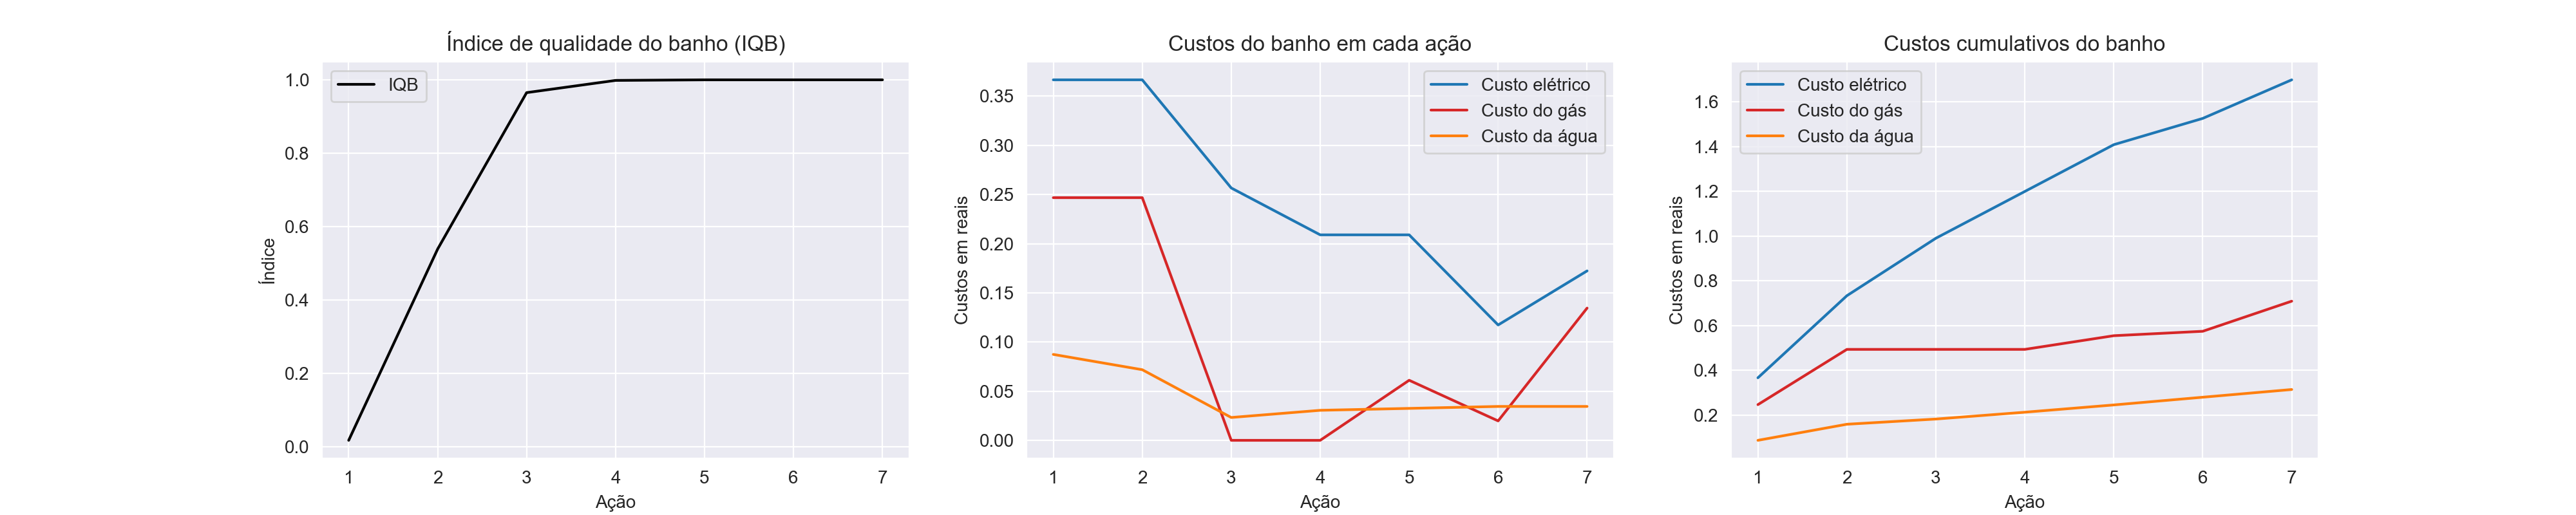 Índice de qualidade do banho (IQB)
IQB
1.0
0.8
0.6
0.4
0.2
0.0
Índice
1 2 3 4 5 6 7
Ação
Custos do banho em cada ação
Custo elétrico
Custo do gás
Custo da água
0.35
0.30
0.25
0.20
0.15
0.10
0.05
0.00
Custos em reais
1 2 3 4 5 6 7
Ação
Custos cumulativos do banho
Custo elétrico
Custo do gás
Custo da água
1.6
1.4
1.2
1.0
0.8
0.6
0.4
0.2
Custos em reais
1 2 3 4 5 6 7
Ação